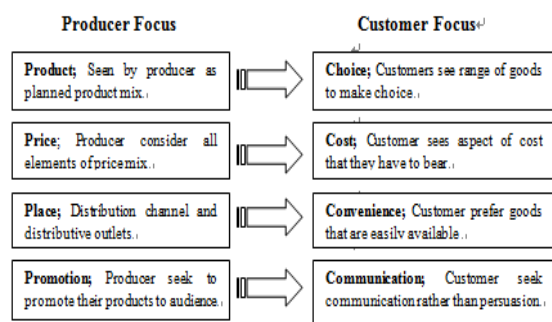 Producer Focus
Customer Focus
Product; Seen by producer as
planned product mix.
Choice; Customers see range of goods
to make choice.
Price; Producer consider all
elements of price mix.
Cost; Customer sees aspect of cost
that they have to bear.
Place; Distribution channel and
distributive outlets.
Convenience; Customer prefer goods
that are easily available.
Promotion; Producer seek to
promote their products to audience.
Communication; Customer seek
communication rather than persuasion.